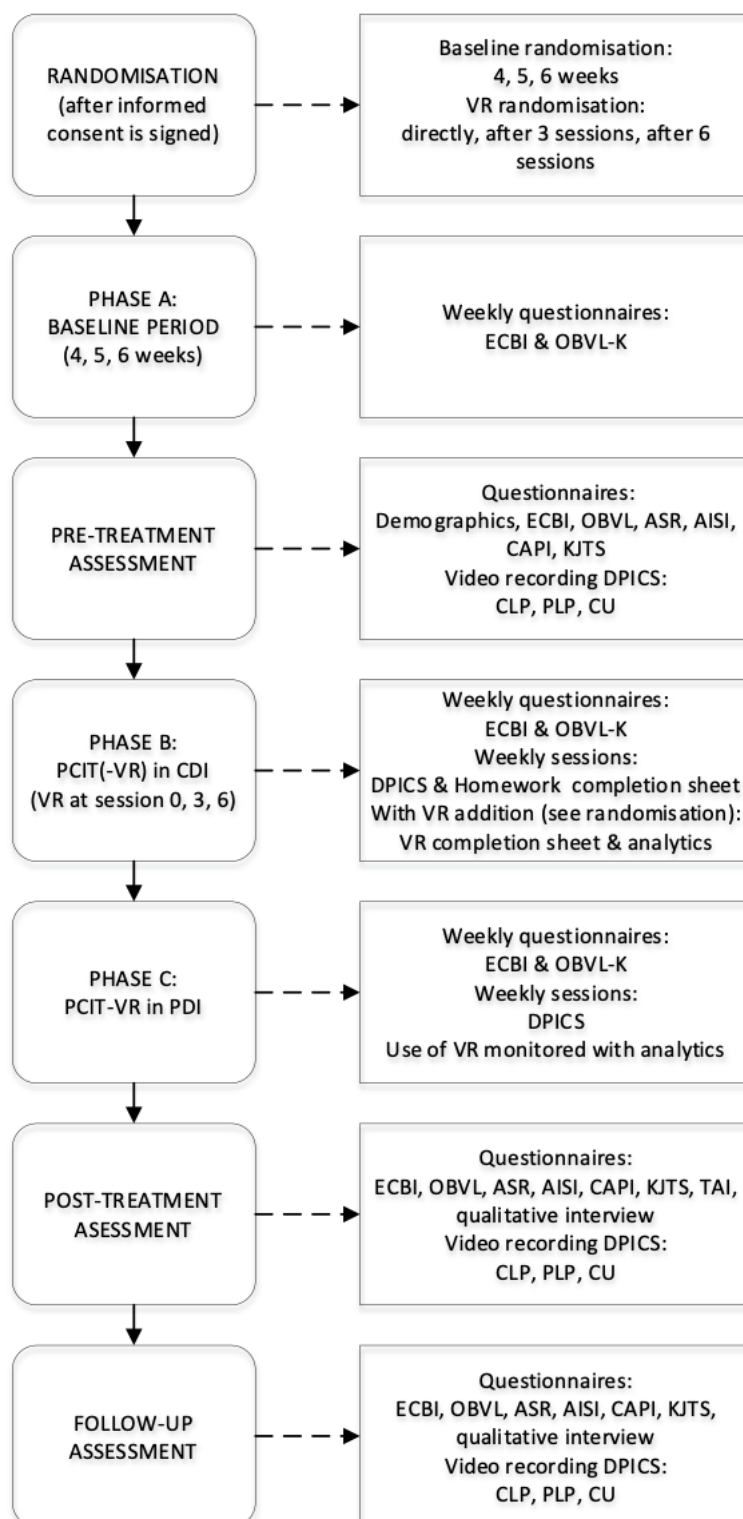 RANDOMISATION
(after informed
consent is signed)
Baseline randomisation:
4, 5, 6 weeks
VR randomisation:
directly, after 3 sessions, after 6
sessions
PHASE A:
BASELINE PERIOD
(4, 5, 6 weeks)
Weekly questionnaires:
ECBI & OBVL-K
PRE-TREATMENT
ASSESSMENT
Questionnaires:
Demographics, ECBI, OBVL, ASR, AISI,
CAPI, KJTS
Video recording DPICS:
CLP, PLP, CU
PHASE B:
PCIT(-VR) in CDI
(VR at session 0, 3, 6)
Weekly questionnaires:
ECBI & OBVL-K
Weekly sessions:
DPICS & Homework completion sheet
With VR addition (see randomisation):
VR completion sheet & analytics
PHASE C:
PCIT-VR in PDI
Weekly questionnaires:
ECBI & OBVL-K
Weekly sessions:
DPICS
Use of VR monitored with analytics
POST-TREATMENT
ASESSMENT
Questionnaires:
ECBI, OBVL, ASR, AISI, CAPI, KJTS, TAI,
qualitative interview
Video recording DPICS:
CLP, PLP, CU
FOLLOW-UP
ASSESSMENT
Questionnaires:
ECBI, OBVL, ASR, AISI, CAPI, KJTS,
qualitative interview
Video recording DPICS:
CLP, PLP, CU